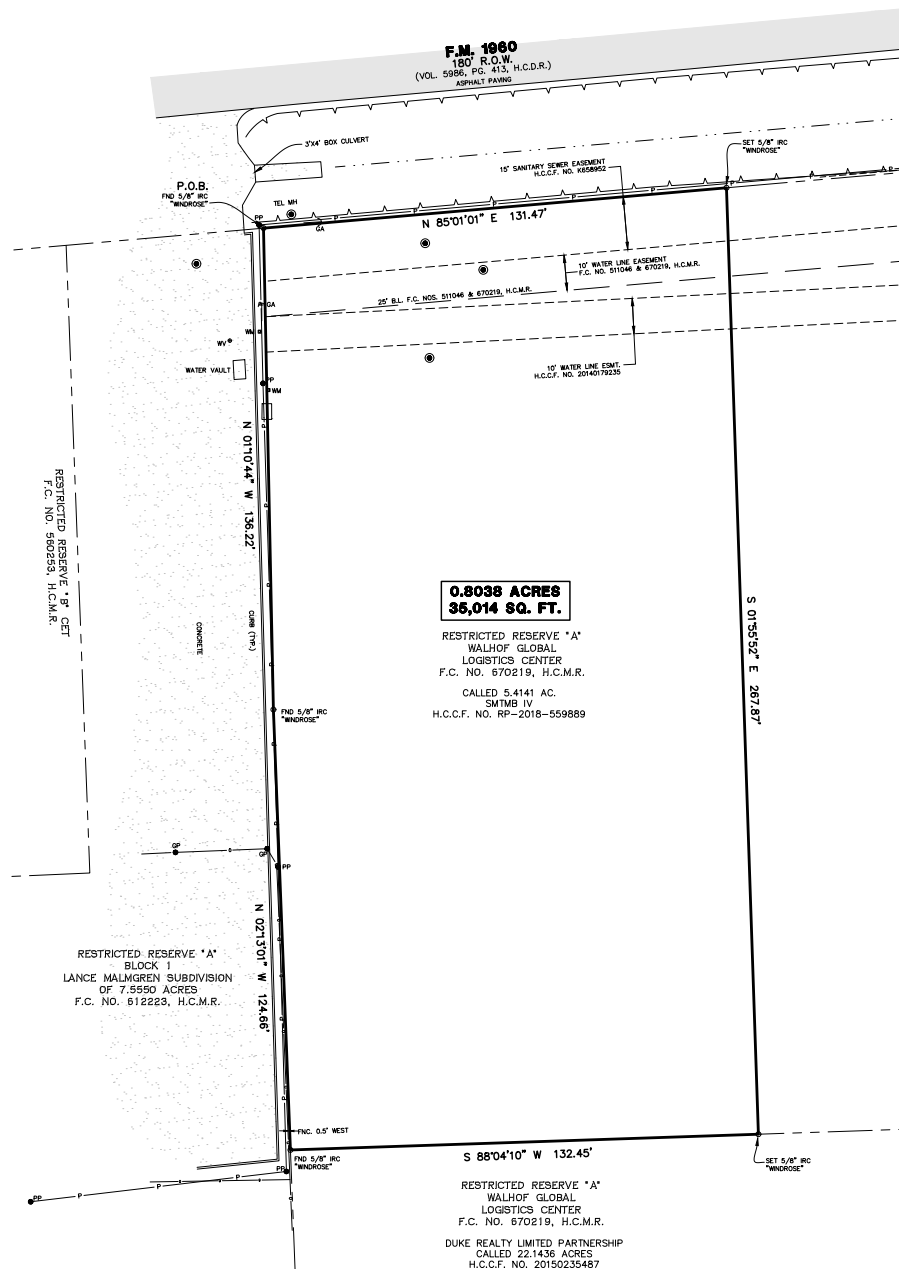 F.M. 1960
180' R.O.W.
(VOL. 5986, PG. 413, H.C.D.R.)
ASPHALT PAVING
3'X4' BOX CULVERT
SET 5/8" IRC
"WINDROSE"
15' SANITARY SEWER EASEMENT
H.C.C.F. NO. K658952
P.O.B.
FND 5/8" IRC
"WINDROSE"
TEL MH
PP
GA
N 85°01'01" E 131.47'
10' WATER LINE EASEMENT
F.C. NO. 511046 & 670219, H.C.M.R.
25' B.L. F.C. NOS. 511046 & 670219, H.C.M.R.
GA
WM
WV
WATER VAULT
PP
WM
10' WATER LINE ESMT.
H.C.C.F. NO. 20140179235
N 01°10'44" W 136.22'
RESTRICTED RESERVE "B" CET
F.C. NO. 560253, H.C.M.R.
CONCRETE
CURB (TYP.)
0.8038 ACRES
35,014 SQ. FT.
RESTRICTED RESERVE "A"
WALHOF GLOBAL
LOGISTICS CENTER
F.C. NO. 670219, H.C.M.R.
CALLED 5.4141 AC.
SMTMB IV
H.C.C.F. NO. RP-2018-559889
S 01°55'52" E 267.87'
FND 5/8" IRC
"WINDROSE"
GP
GP
PP
N 02°13'01" W 124.66'
RESTRICTED RESERVE "A"
BLOCK 1
LANCE MALMGREN SUBDIVISION
OF 7.5550 ACRES
F.C. NO. 612223, H.C.M.R.
FNC. 0.5' WEST
FND 5/8" IRC
"WINDROSE"
PP
PP
S 88°04'10" W 132.45'
SET 5/8" IRC
"WINDROSE"
RESTRICTED RESERVE "A"
WALHOF GLOBAL
LOGISTICS CENTER
F.C. NO. 670219, H.C.M.R.
DUKE REALTY LIMITED PARTNERSHIP
CALLED 22.1436 ACRES
H.C.C.F. NO. 20150235487